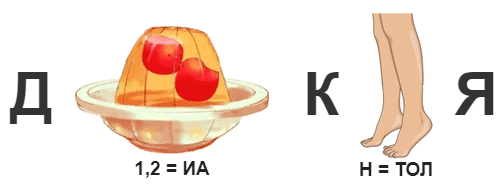 Д К Я
1,2 = ИА Н = ТОЛ